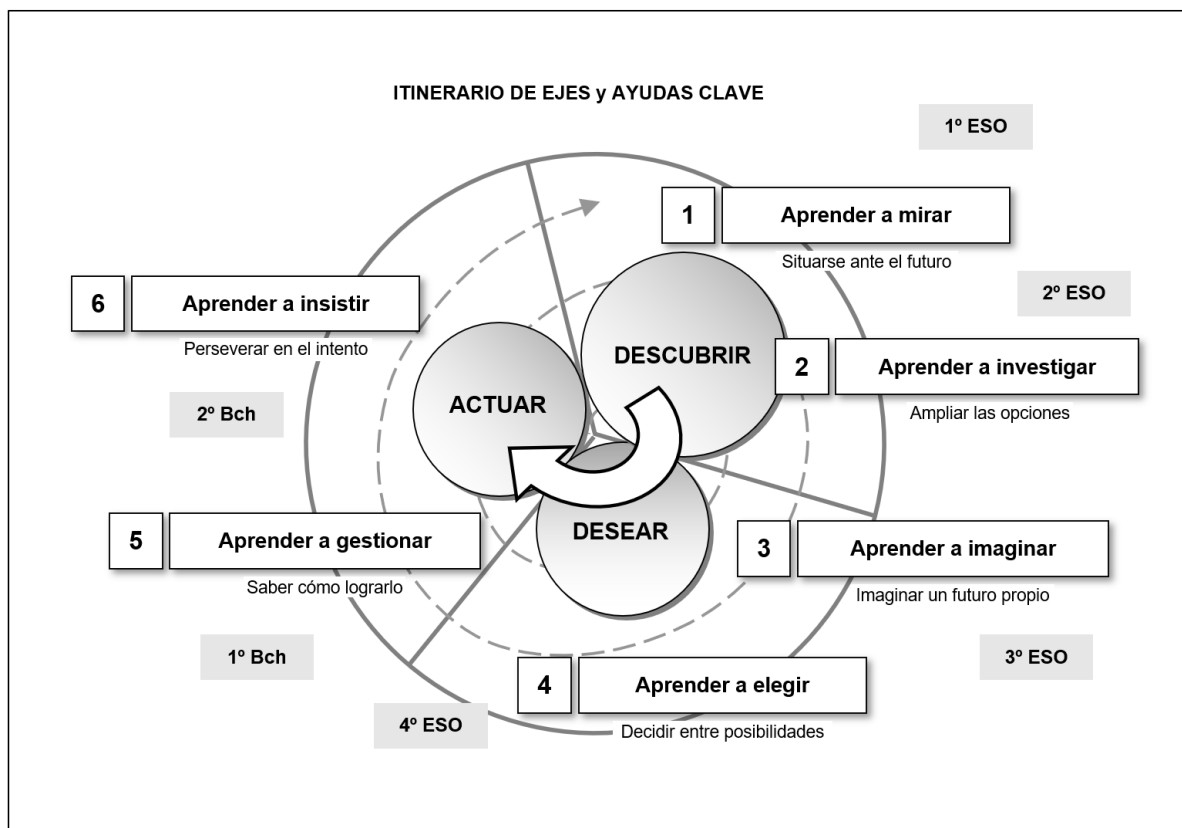 ITINERARIO DE EJES y AYUDAS CLAVE
1º ESO
1
Aprender a mirar
Situarse ante el futuro
2º ESO
DESCUBRIR
2
Aprender a investigar
Ampliar las opciones
3
Aprender a imaginar
Imaginar un futuro propio
3º ESO
DESEAR
4
Aprender a elegir
Decidir entre posibilidades
4º ESO
ACTUAR
5
Aprender a gestionar
Saber cómo lograrlo
1º Bch
6
Aprender a insistir
Perseverar en el intento
2º Bch